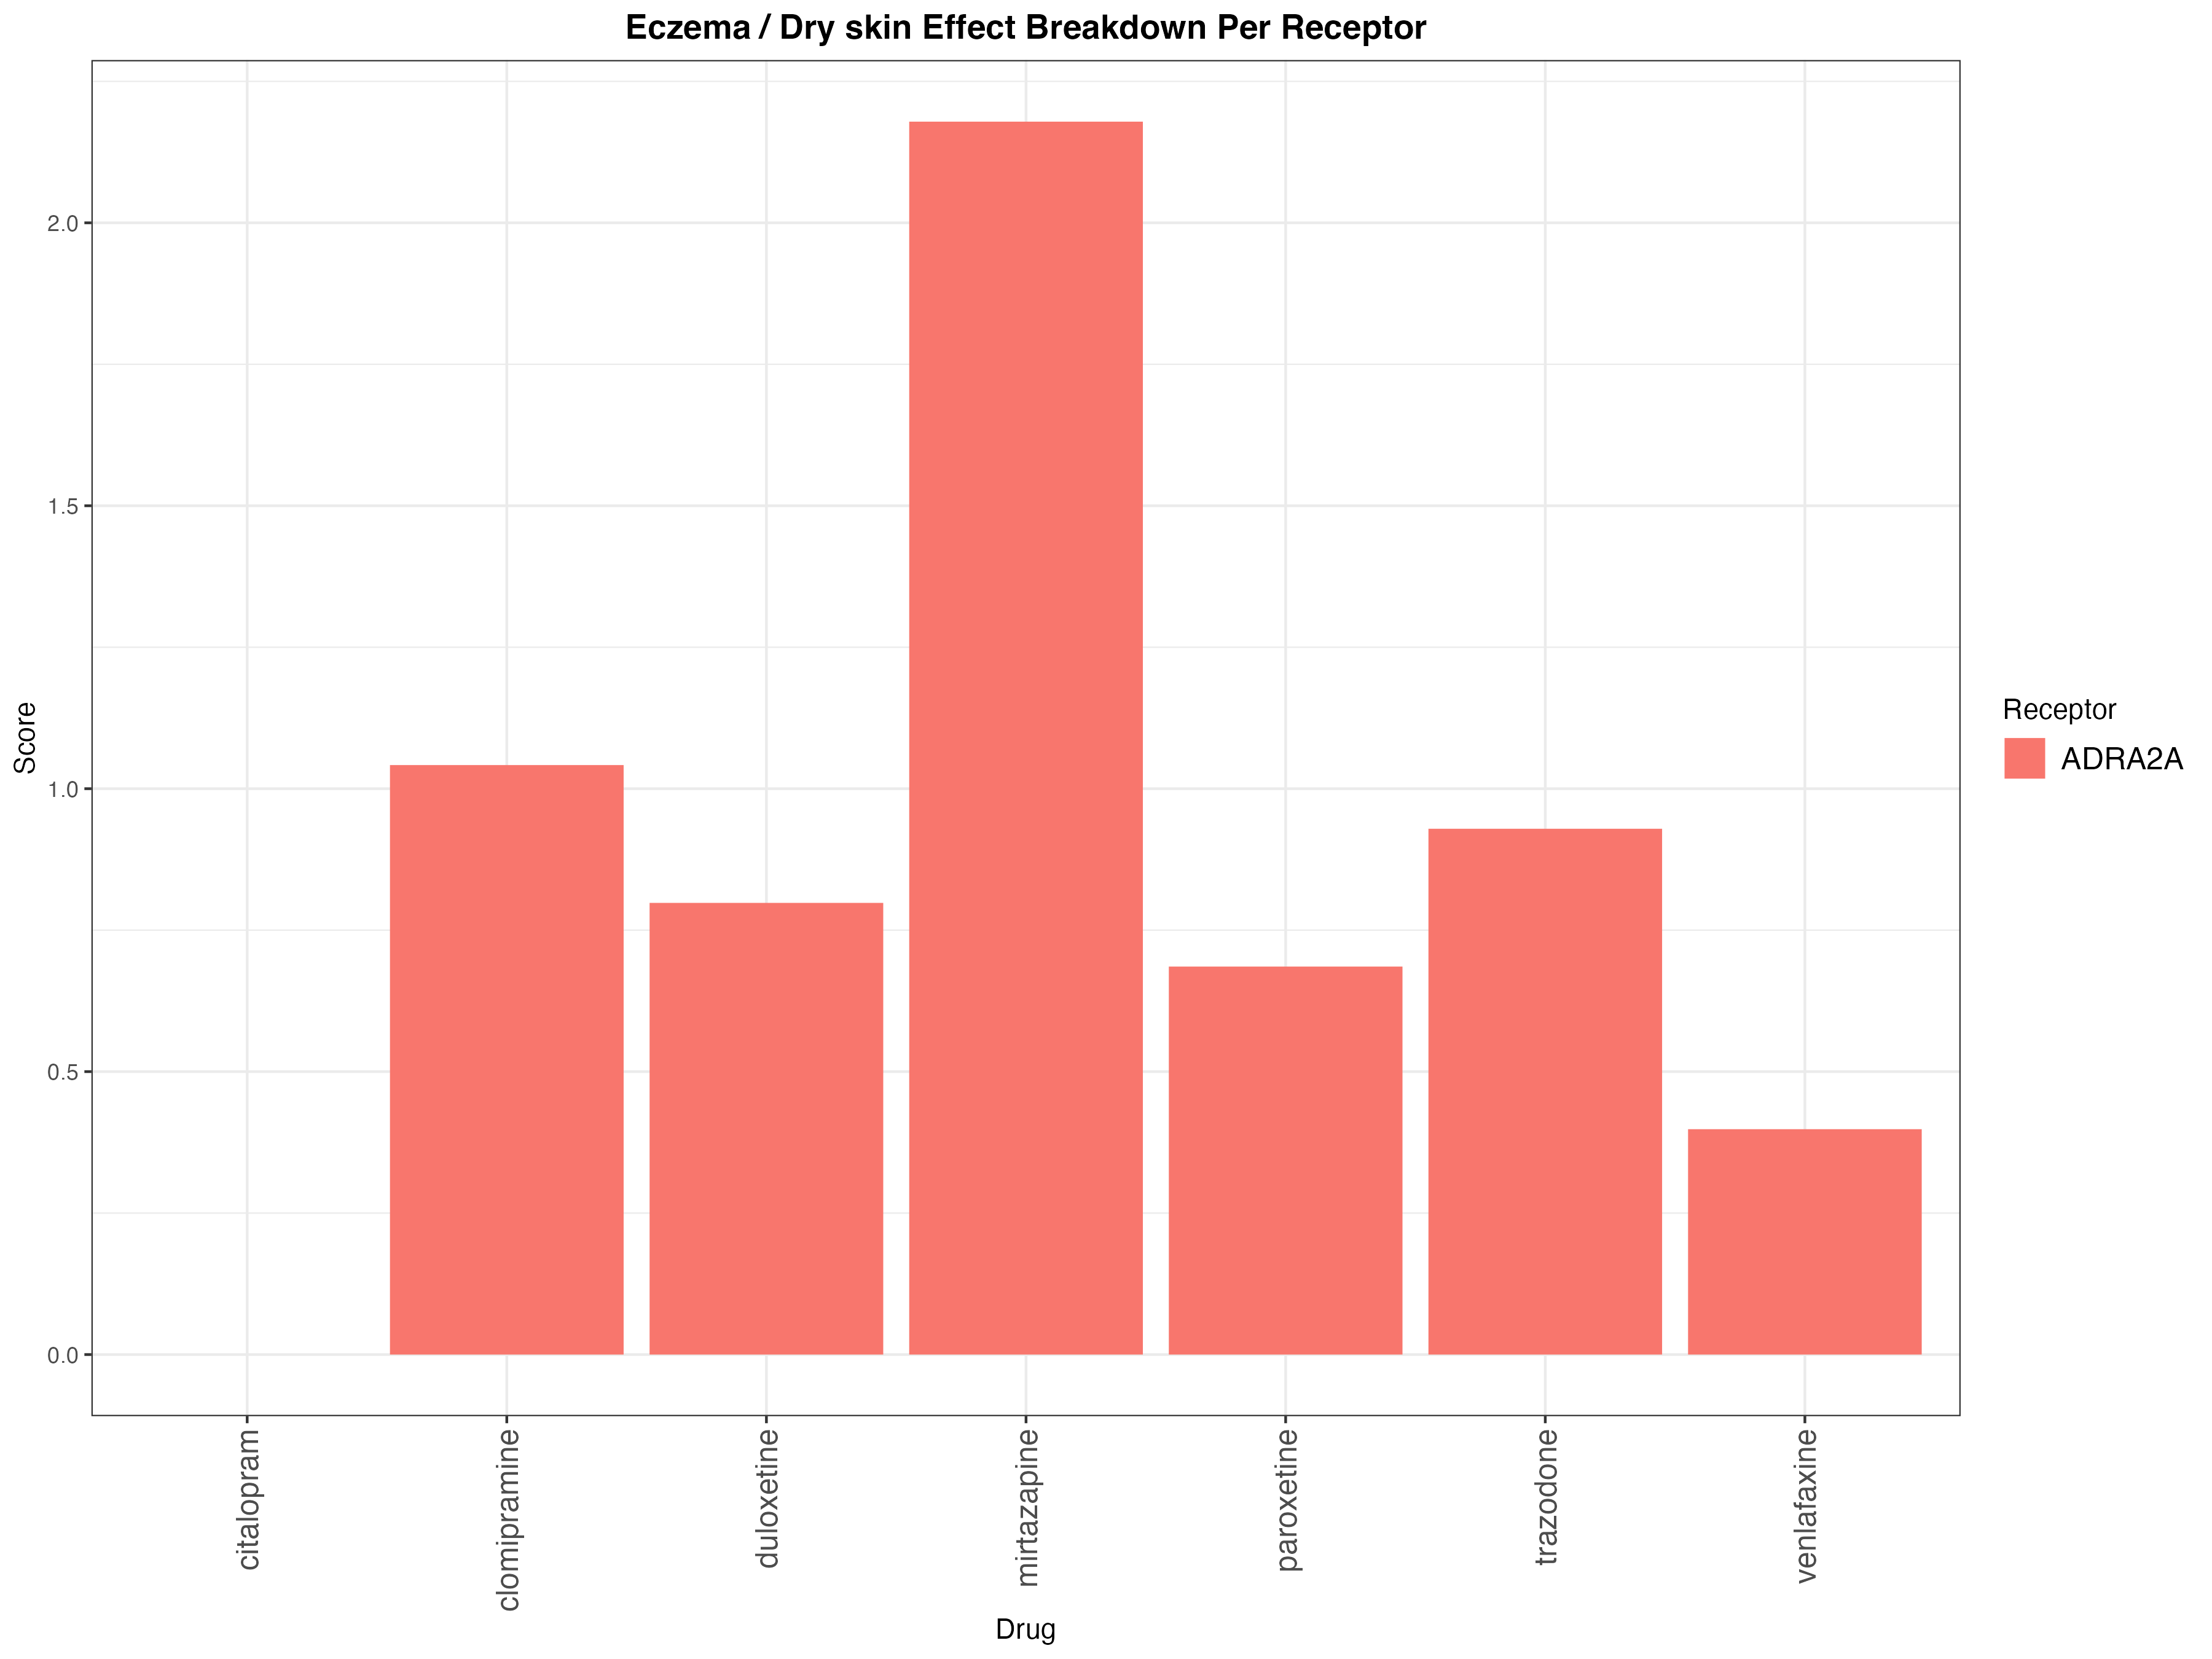 Eczema / Dry skin Effect Breakdown Per Receptor
Score
2.0
1.5
1.0
0.5
0.0
citalopram
clomipramine
duloxetine
mirtazapine
paroxetine
trazodone
venlafaxine
Drug
Receptor
ADRA2A